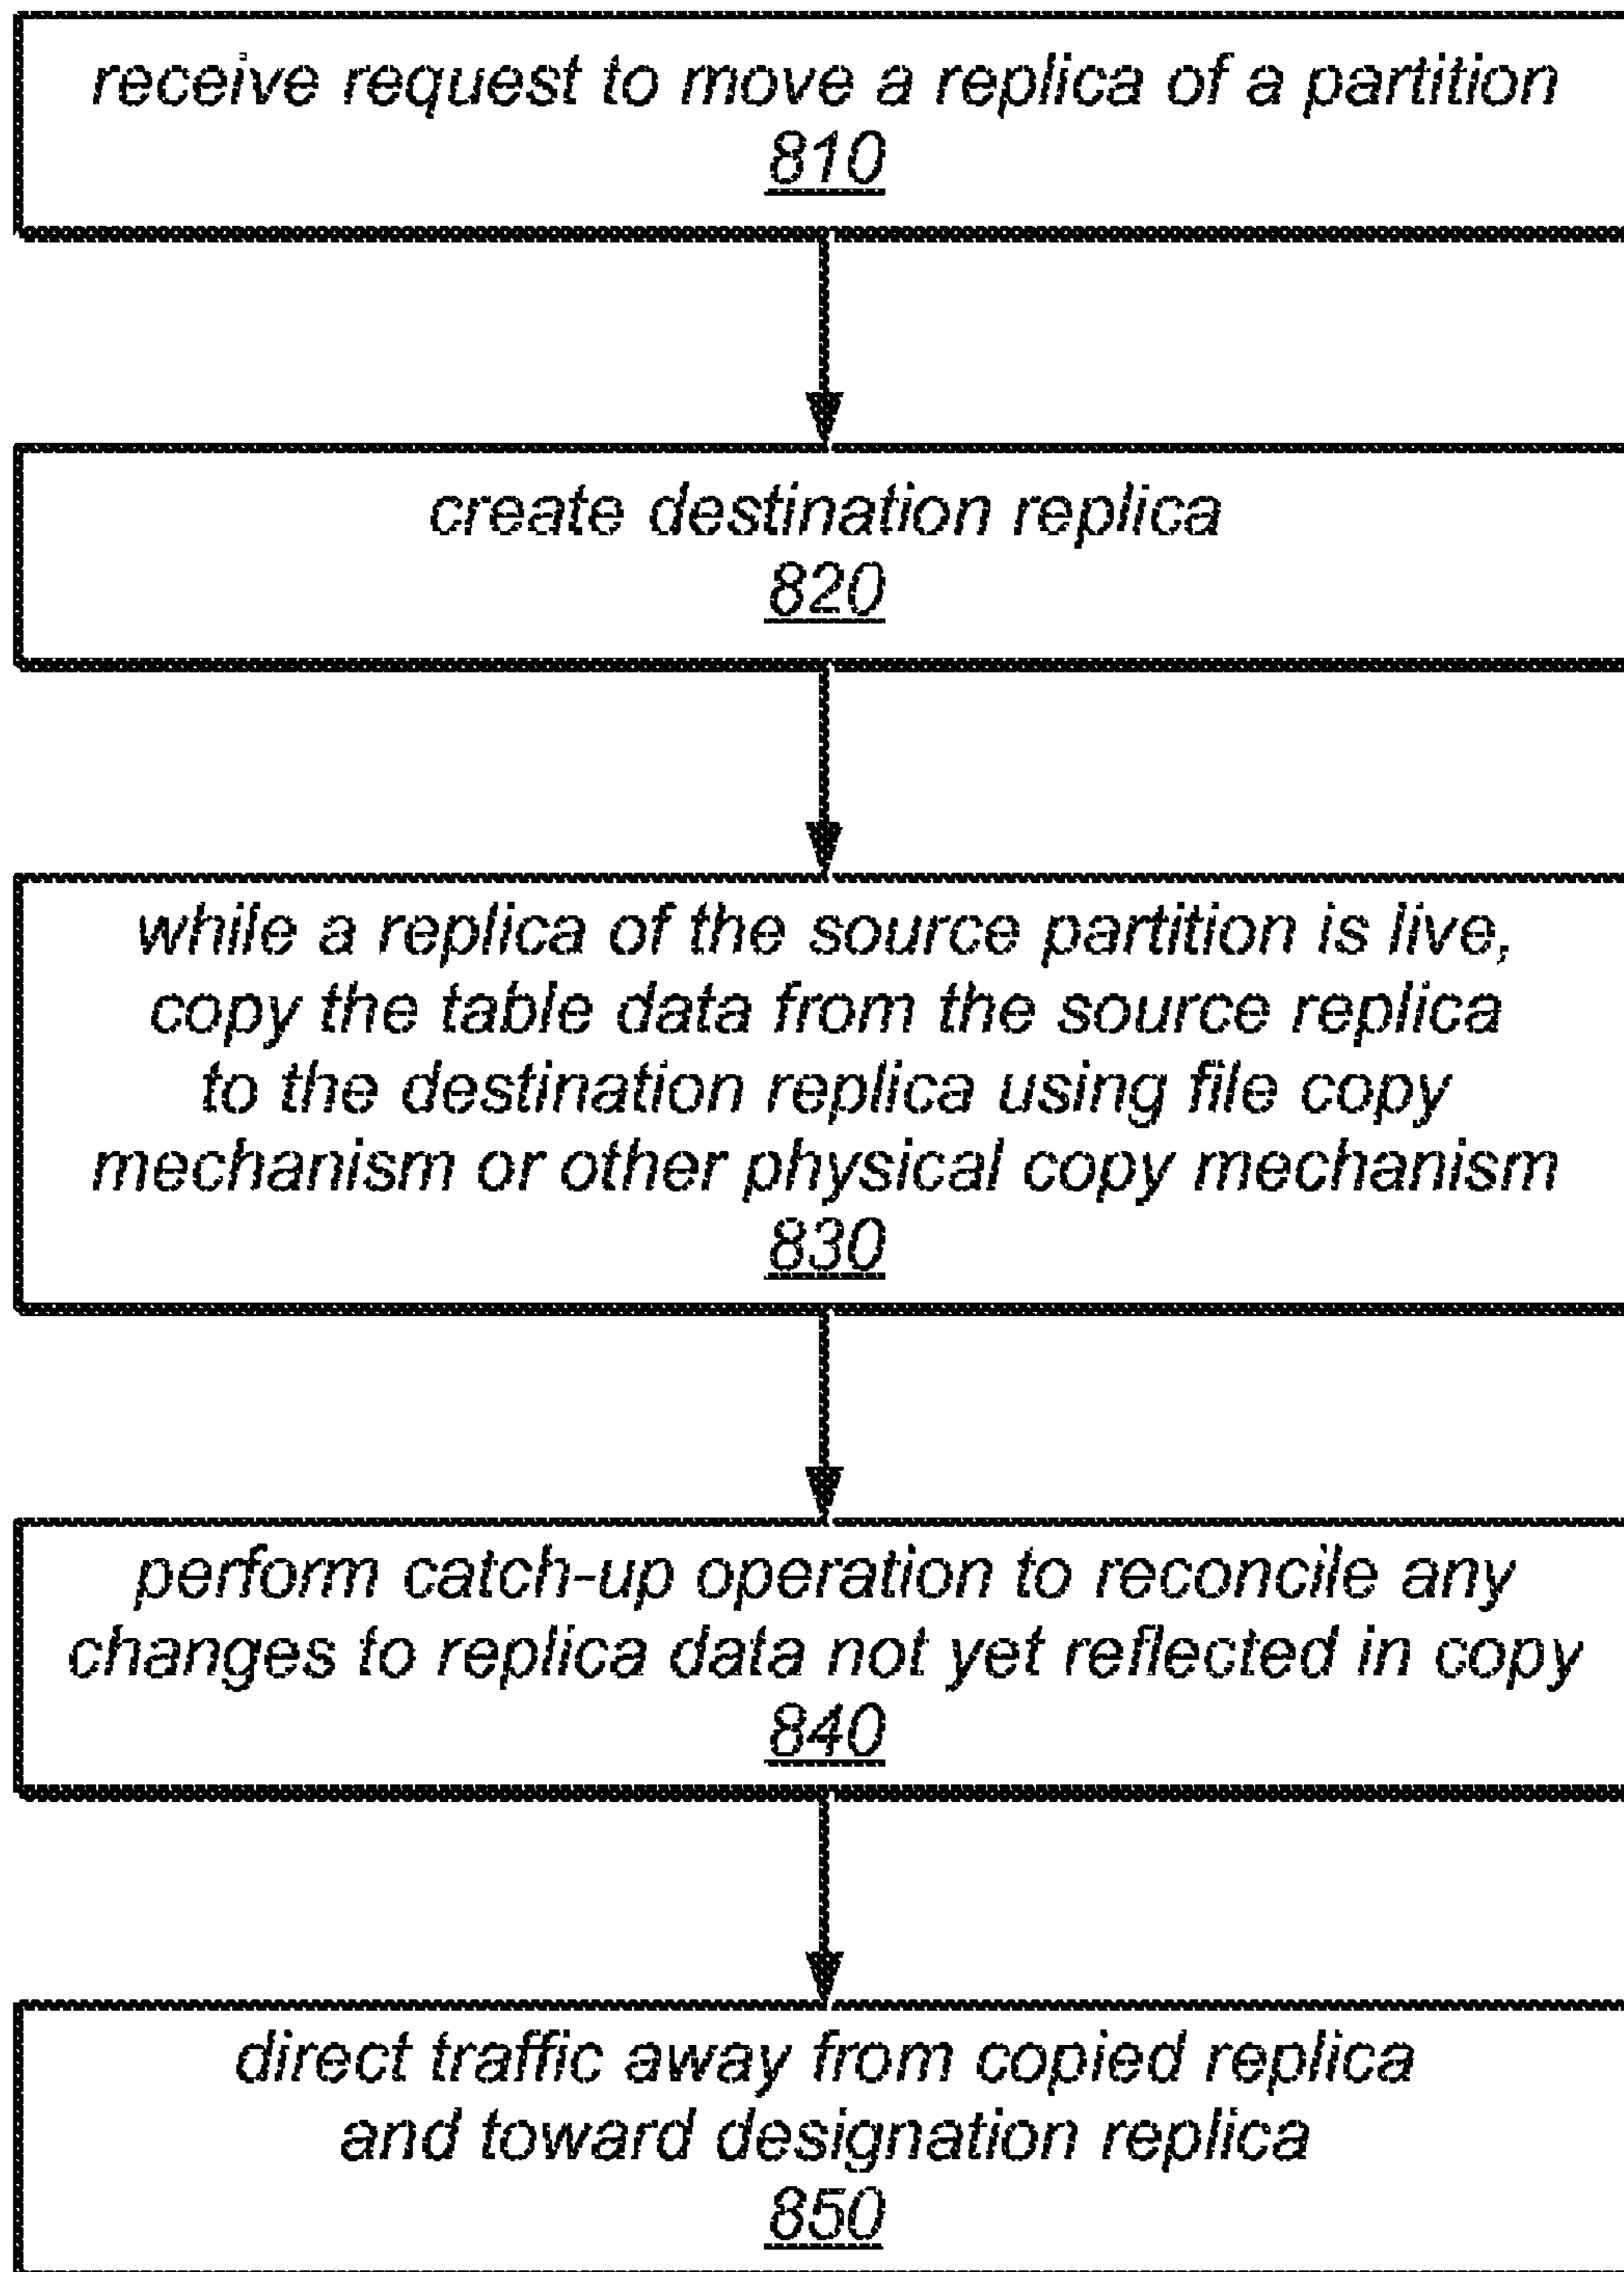 receive request to move a replica of a partition
810
create destination replica
820
while a replica of the source partition is live,
copy the table data from the source replica
to the destination replica using file copy
mechanism or other physical copy mechanism
830
perform catch-up operation to reconcile any
changes to replica data not yet reflected in copy
840
direct traffic away from copied replica
and toward designation replica
850